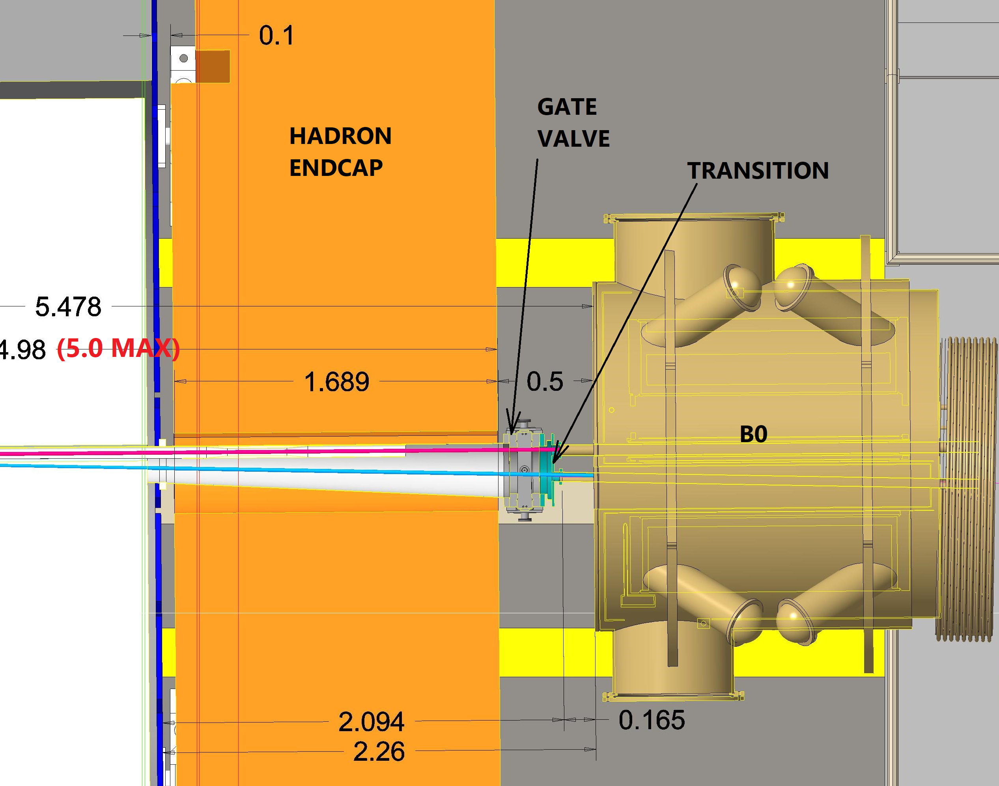 0.1
GATE
VALVE
HADRON
ENDCAP
TRANSITION
5.478
4.98 (5.0 MAX)
1.689
0.5
B0
2.094
0.165
2.26